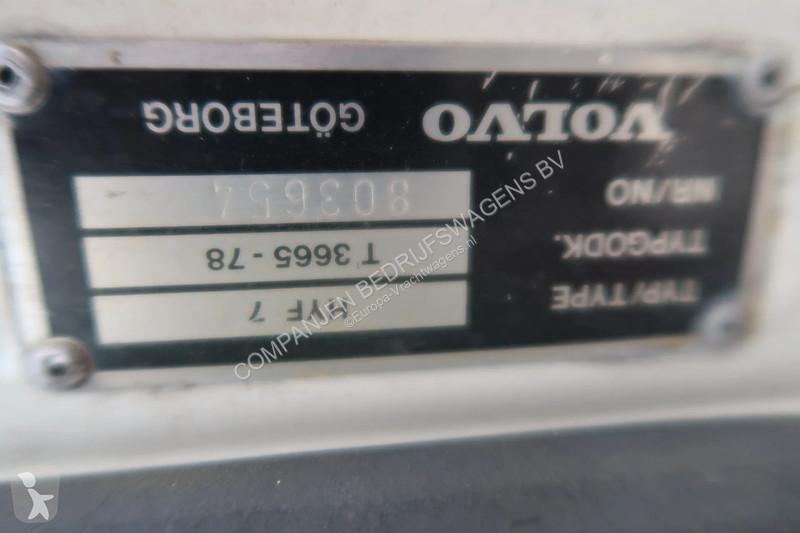 VOLVO GÖTEBORG
NR/NO 803654
TYPGODK. T 3665 - 78
TYP/TYPE 7
COMPANJEN BEDRIJFSWAGENS BV
©Europa-Vrachtwagens.nl